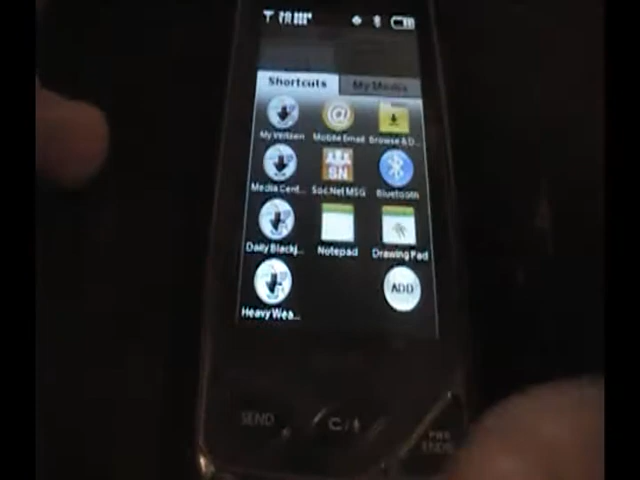 Shortcuts My Media
My Verizon Mobile Email Browse & D...
@
Media Cent... Soc.Net MSG Bluetooth
Daily Blackj... Notepad Drawing Pad
ADD
Heavy Wea...
SEND